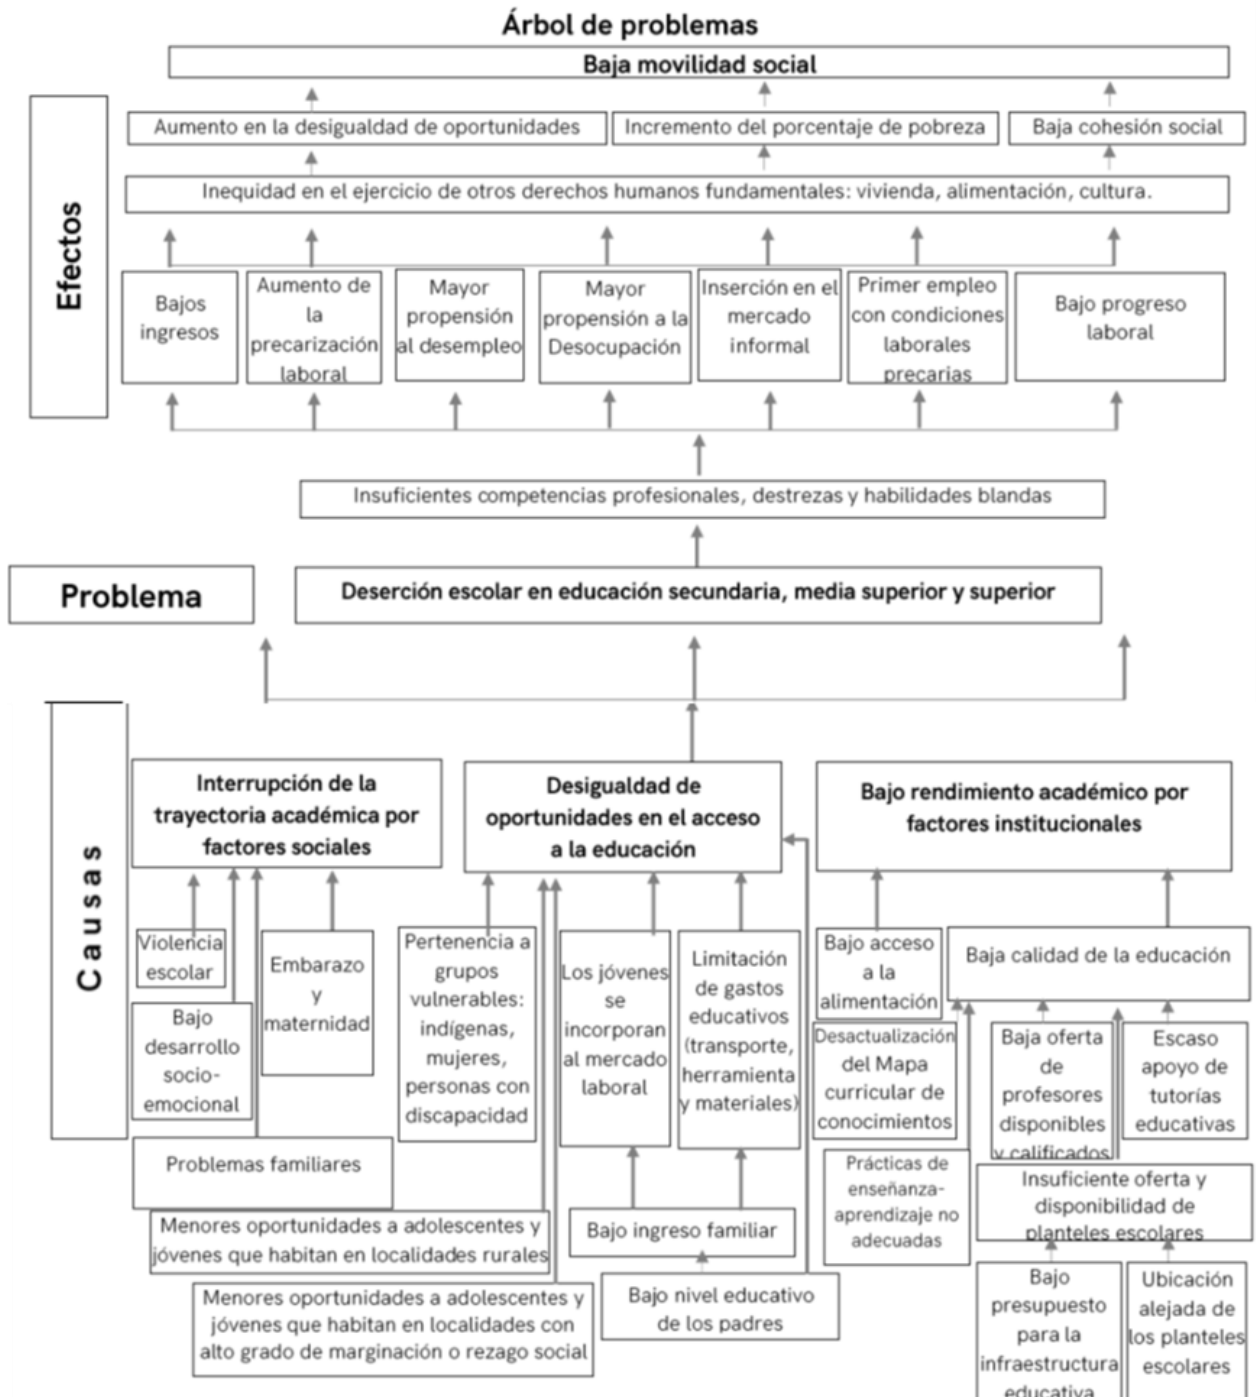 Árbol de problemas
Baja movilidad social
Efectos
Aumento en la desigualdad de oportunidades
Incremento del porcentaje de pobreza
Baja cohesión social
Inequidad en el ejercicio de otros derechos humanos fundamentales: vivienda, alimentación, cultura.
Bajos
ingresos
Aumento de
la
precarización
laboral
Mayor
propensión
al desempleo
Mayor
propensión a la
Desocupación
Inserción en el
mercado
informal
Primer empleo
con condiciones
laborales
precarias
Bajo progreso
laboral
Insuficientes competencias profesionales, destrezas y habilidades blandas
Problema
Deserción escolar en educación secundaria, media superior y superior
Causas
Interrupción de la
trayectoria académica por
factores sociales
Desigualdad de
oportunidades en el acceso
a la educación
Bajo rendimiento académico por
factores institucionales
Violencia
escolar
Embarazo
y
maternidad
Bajo
desarrollo
socio-
emocional
Problemas familiares
Pertenencia a
grupos
vulnerables:
indígenas,
mujeres,
personas con
discapacidad
Los jóvenes
se
incorporan
al mercado
laboral
Limitación
de gastos
educativos
(transporte,
herramienta
y materiales)
Menores oportunidades a adolescentes y
jóvenes que habitan en localidades rurales
Menores oportunidades a adolescentes y
jóvenes que habitan en localidades con
alto grado de marginación o rezago social
Bajo ingreso familiar
Bajo nivel educativo
de los padres
Bajo acceso
a la
alimentación
Baja calidad de la educación
Desactualización
del Mapa
curricular de
conocimientos
Baja oferta
de
profesores
disponibles
y calificados
Escaso
apoyo de
tutorías
educativas
Prácticas de
enseñanza-
aprendizaje no
adecuadas
Insuficiente oferta y
disponibilidad de
planteles escolares
Bajo
presupuesto
para la
infraestructura
educativa
Ubicación
alejada de
los planteles
escolares